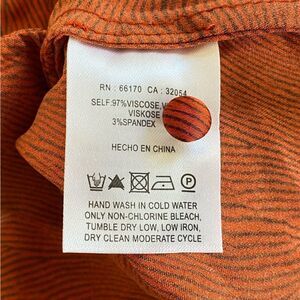 RN : 66170 CA : 32054
SELF:97%VISCOSE,
VISKOSE
3%SPANDEX
HECHO EN CHINA
P
HAND WASH IN COLD WATER
ONLY NON-CHLORINE BLEACH,
TUMBLE DRY LOW, LOW IRON,
DRY CLEAN MODERATE CYCLE